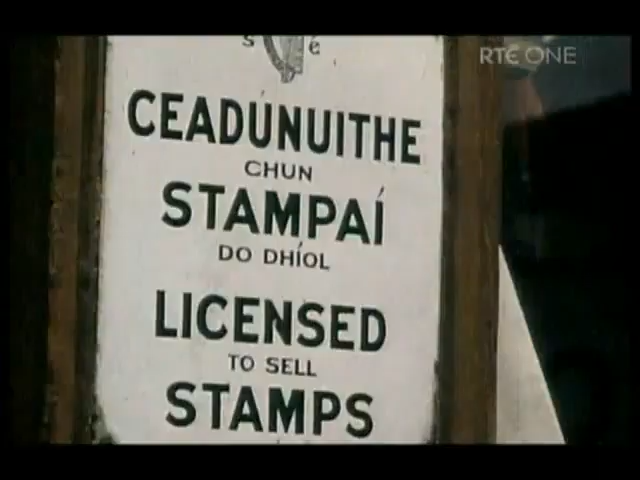 RTÉ ONE
S É
CEADUNUITHE
CHUN
STAMPAÍ
DO DHÍOL
LICENSED
TO SELL
STAMPS